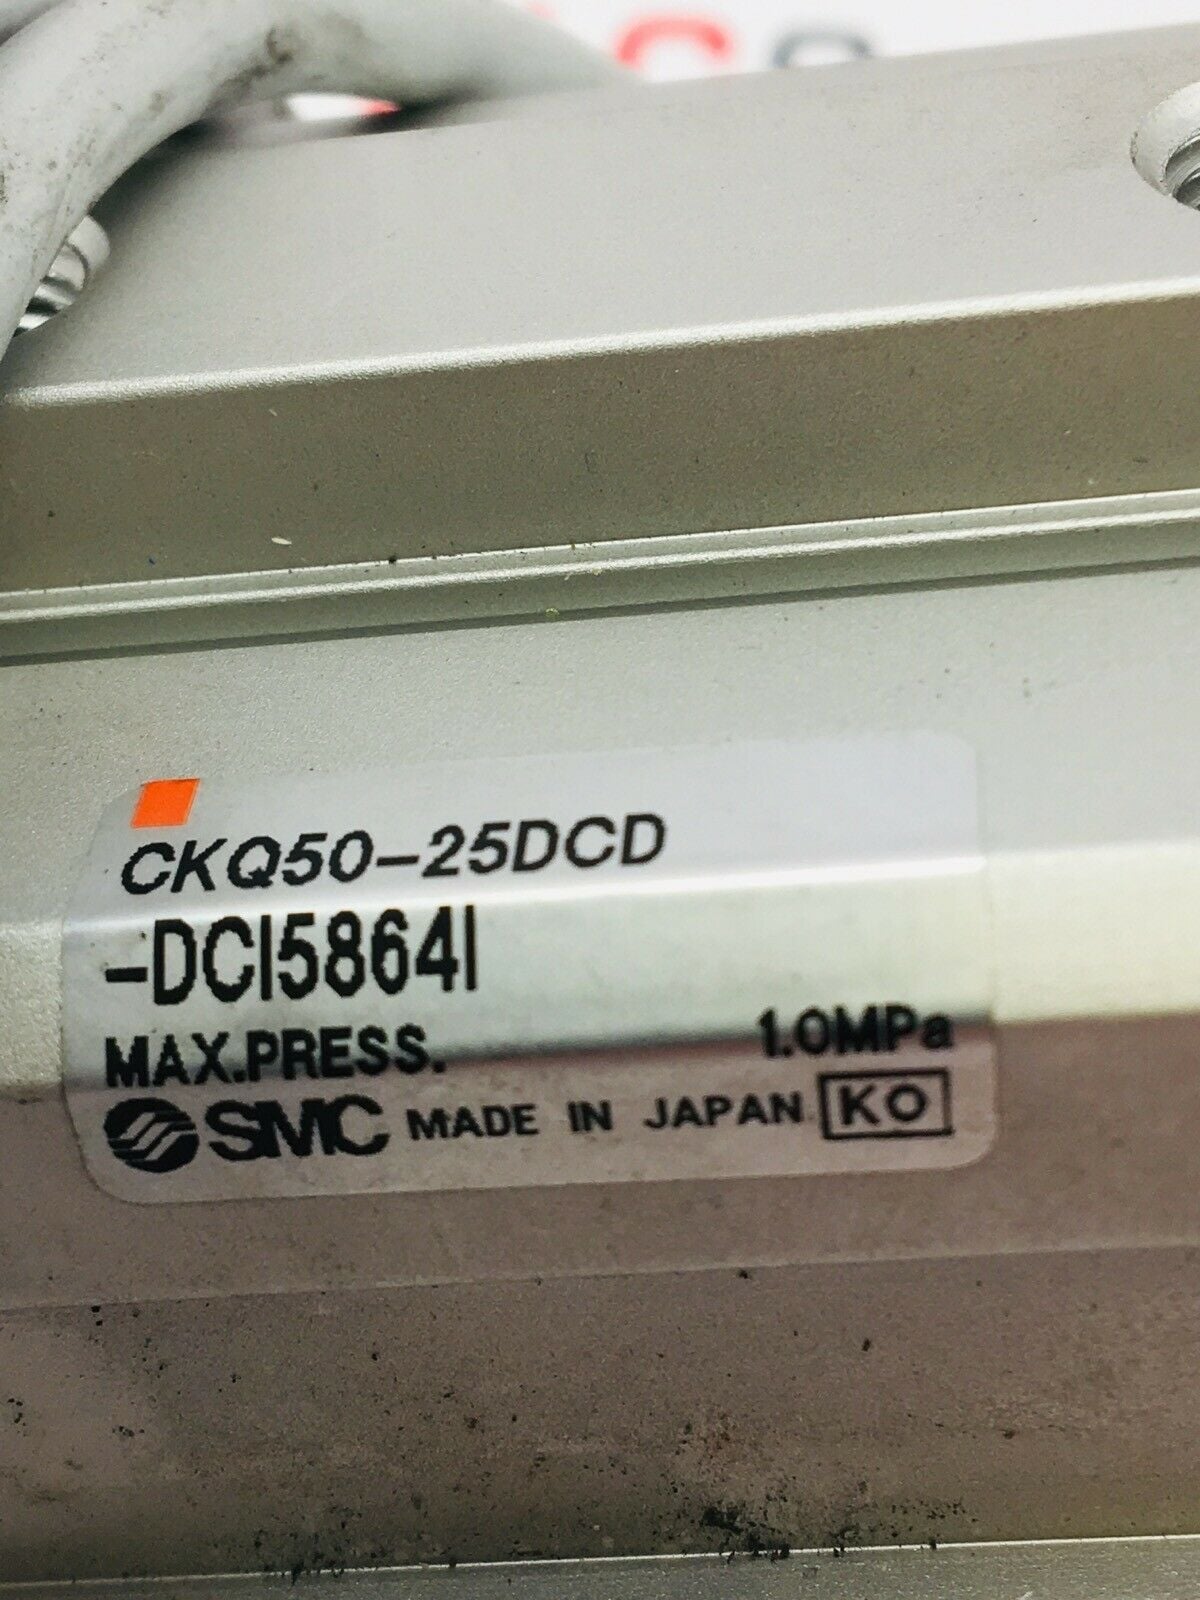 CKQ50-25DCD
-DCI5864I
MAX.PRESS. 1.0MPa
SMC MADE IN JAPAN KO